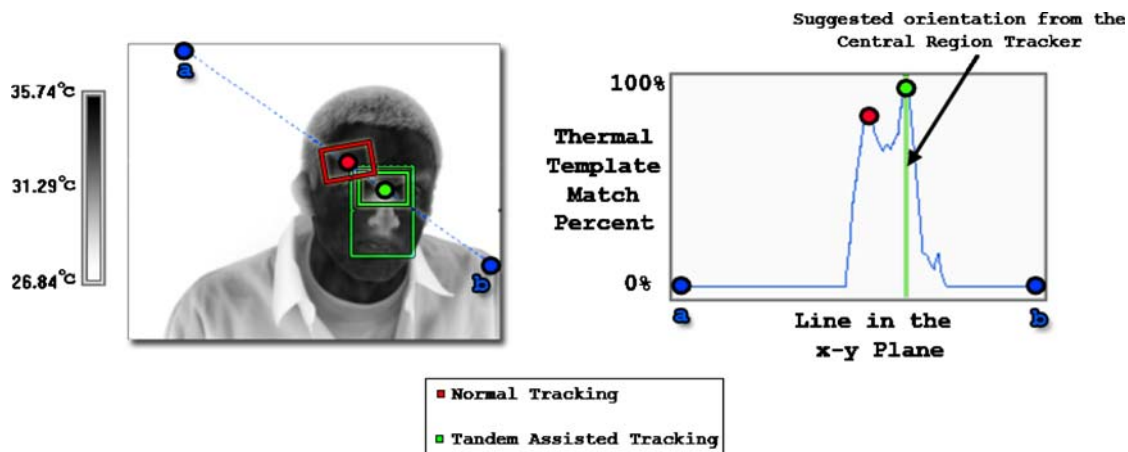 Suggested orientation from the
Central Region Tracker
a
35.74°C
31.29°C
26.84°C
b
100%
Thermal
Template
Match
Percent
0%
a
b
Line in the
x-y Plane
Normal Tracking
Tandem Assisted Tracking